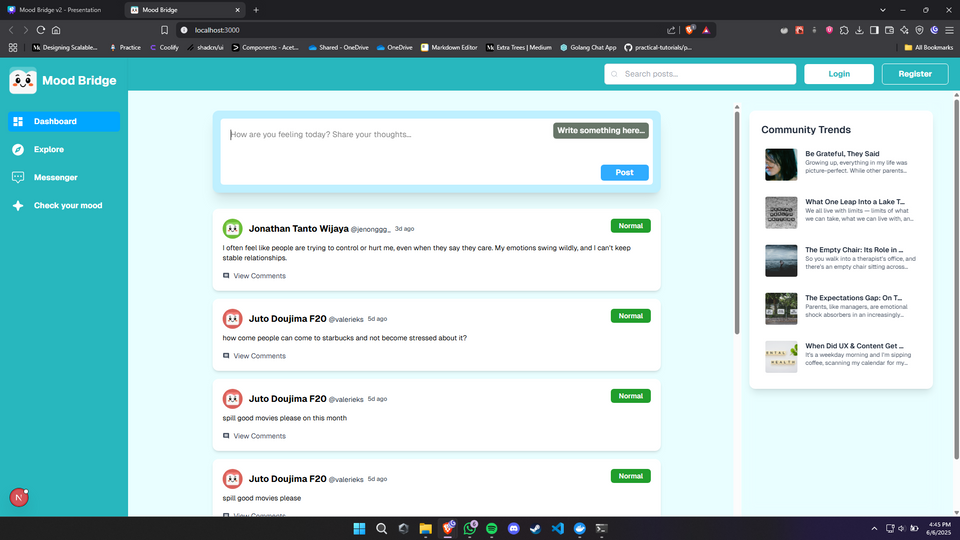 Mood Bridge v2 - Presentation
Mood Bridge
localhost:3000
Designing Scalable...
Practice
Coolify
shadcn/ui
Components - Acet...
Shared - OneDrive
OneDrive
Markdown Editor
Extra Trees | Medium
Golang Chat App
practical-tutorials/p...
All Bookmarks
Mood Bridge
Search posts...
Login
Register
Dashboard
Explore
Messenger
Check your mood
How are you feeling today? Share your thoughts...
Write something here...
Post
Jonathan Tanto Wijaya @jenonggg_ 3d ago
Normal
I often feel like people are trying to control or hurt me, even when they say they care. My emotions swing wildly, and I can't keep
stable relationships.
View Comments
Juto Doujima F20 @valerieks 5d ago
Normal
how come people can come to starbucks and not become stressed about it?
View Comments
Juto Doujima F20 @valerieks 5d ago
Normal
spill good movies please on this month
View Comments
Juto Doujima F20 @valerieks 5d ago
Normal
spill good movies please
View Comments
Community Trends
Be Grateful, They Said
Growing up, everything in my life was
picture-perfect. While other parents...
What One Leap Into a Lake T...
We all live with limits — limits of what
we can take, what we can live with, an...
The Empty Chair: Its Role in ...
So you walk into a therapist's office, and
there's an empty chair sitting across...
The Expectations Gap: On T...
Parents, like managers, are emotional
shock absorbers in an increasingly...
When Did UX & Content Get ...
It's a weekday morning and I'm sipping
coffee, scanning my calendar for my...
N
4:45 PM
6/6/2025